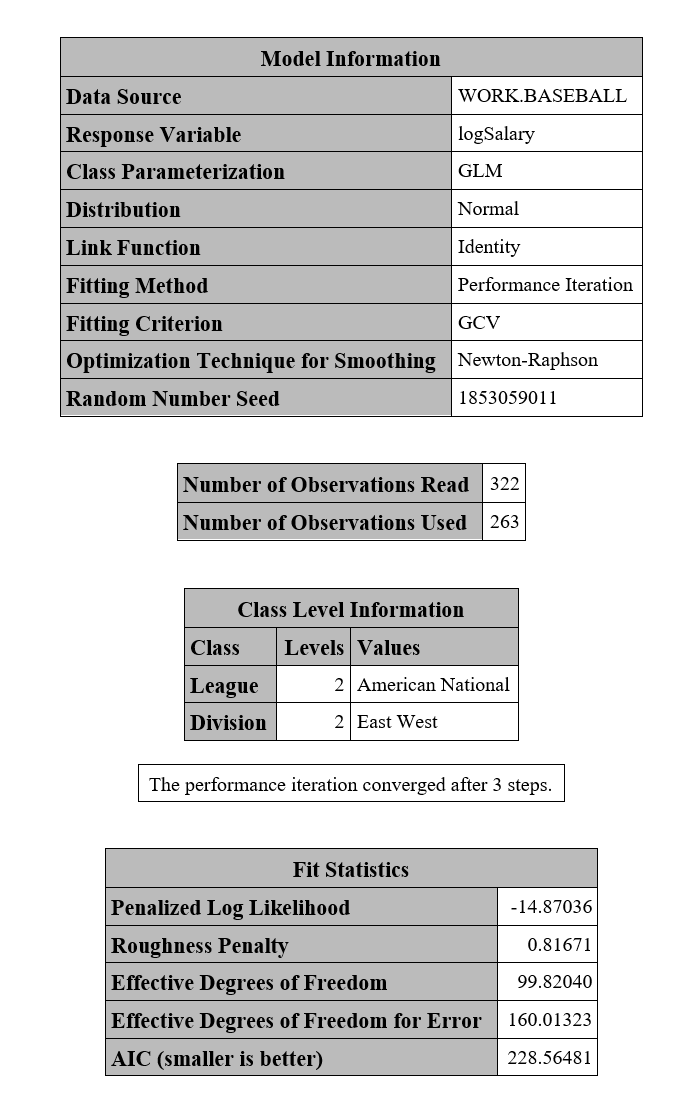 Model Information
Data Source WORK.BASEBALL
Response Variable logSalary
Class Parameterization GLM
Distribution Normal
Link Function Identity
Fitting Method Performance Iteration
Fitting Criterion GCV
Optimization Technique for Smoothing Newton-Raphson
Random Number Seed 1853059011
Number of Observations Read 322
Number of Observations Used 263
Class Level Information
Class Levels Values
League 2 American National
Division 2 East West
The performance iteration converged after 3 steps.
Fit Statistics
Penalized Log Likelihood -14.87036
Roughness Penalty 0.81671
Effective Degrees of Freedom 99.82040
Effective Degrees of Freedom for Error 160.01323
AIC (smaller is better) 228.56481